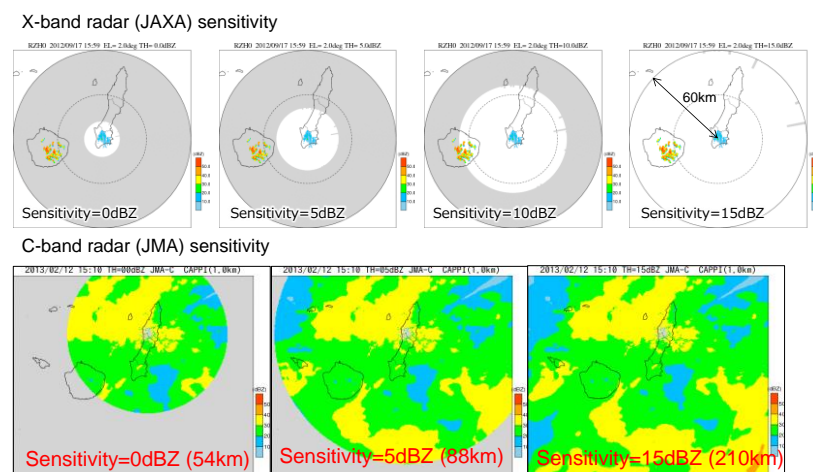 X-band radar (JAXA) sensitivity
RZH0 2012/09/17 15:59 EL= 2.0deg TH= 0.0dBZ
RZH0 2012/09/17 15:59 EL= 2.0deg TH= 5.0dBZ
RZH0 2012/09/17 15:59 EL= 2.0deg TH=10.0dBZ
RZH0 2012/09/17 15:59 EL= 2.0deg TH=15.0dBZ
60km
Sensitivity=0dBZ
Sensitivity=5dBZ
Sensitivity=10dBZ
Sensitivity=15dBZ
C-band radar (JMA) sensitivity
2013/02/12 15:10 TH=00dBZ JMA-C CAPPI(1.0km)
2013/02/12 15:10 TH=05dBZ JMA-C CAPPI(1.0km)
2013/02/12 15:10 TH=15dBZ JMA-C CAPPI(1.0km)
Sensitivity=0dBZ (54km)
Sensitivity=5dBZ (88km)
Sensitivity=15dBZ (210km)